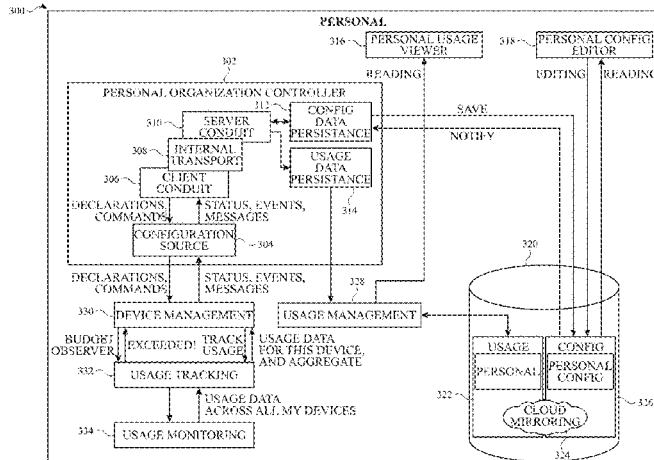 300
PERSONAL
316
PERSONAL USAGE
VIEWER
318
PERSONAL CONFIG
EDITOR
302
READING
EDITING
READING
PERSONAL ORGANIZATION CONTROLLER
312
310
SERVER
CONDUIT
CONFIG
DATA
PERSISTANCE
SAVE
NOTIFY
308
INTERNAL
TRANSPORT
306
CLIENT
CONDUIT
USAGE
DATA
PERSISTANCE
314
DECLARATIONS,
COMMANDS
STATUS, EVENTS,
MESSAGES
CONFIGURATION
SOURCE
304
320
DECLARATIONS,
COMMANDS
STATUS, EVENTS,
MESSAGES
328
USAGE MANAGEMENT
330
DEVICE MANAGEMENT
BUDGET
OBSERVER
EXCEEDED!
TRACK
USAGE
USAGE DATA
FOR THIS DEVICE,
AND AGGREGATE
USAGE
PERSONAL
CONFIG
PERSONAL
CONFIG
332
USAGE TRACKING
322
326
CLOUD
MIRRORING
324
USAGE DATA
ACROSS ALL MY DEVICES
334
USAGE MONITORING